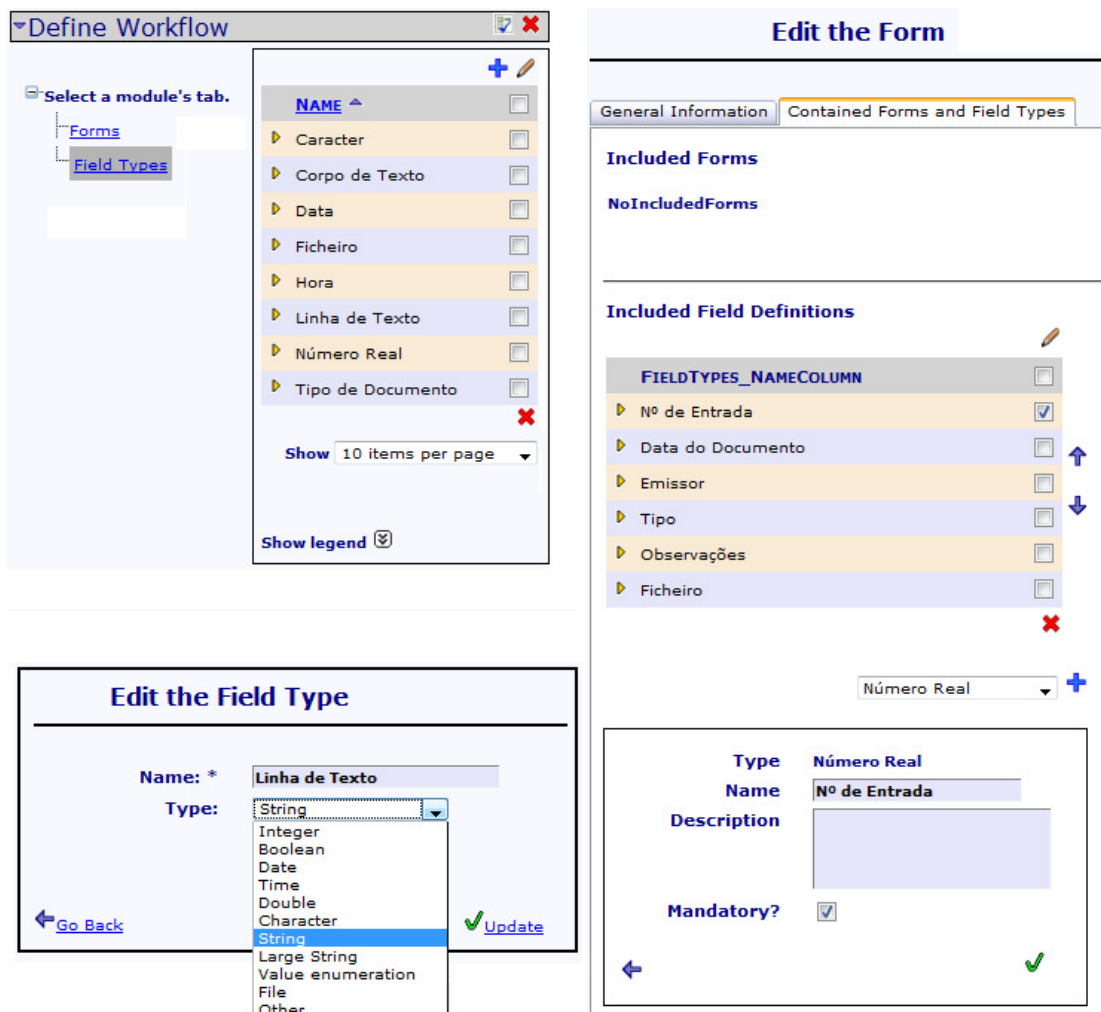 Define Workflow
Select a module's tab.
Forms
Field Types
NAME
Caracter
Corpo de Texto
Data
Ficheiro
Hora
Linha de Texto
Número Real
Tipo de Documento
Show 10 items per page
Show legend
Edit the Field Type
Name: * Linha de Texto
Type: String
Integer
Boolean
Date
Time
Double
Character
String
Large String
Value enumeration
File
Other
Go Back
Update
Edit the Form
General Information
Contained Forms and Field Types
Included Forms
NoIncludedForms
Included Field Definitions
FIELDTYPES_NAMECOLUMN
Nº de Entrada
Data do Documento
Emissor
Tipo
Observações
Ficheiro
Número Real
Type Número Real
Name Nº de Entrada
Description
Mandatory?